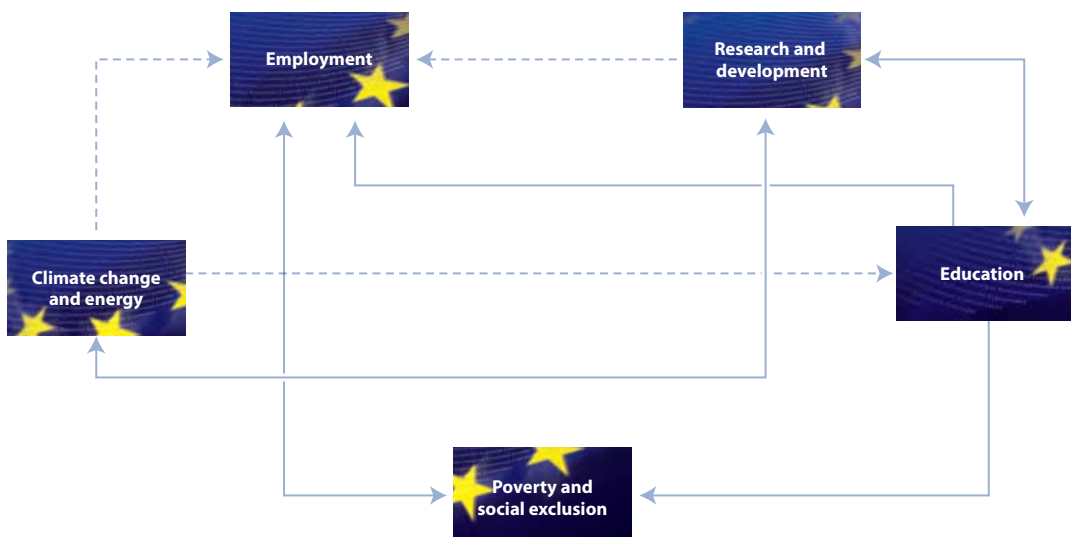 Employment
Research and
development
Climate change
and energy
Education
Poverty and
social exclusion